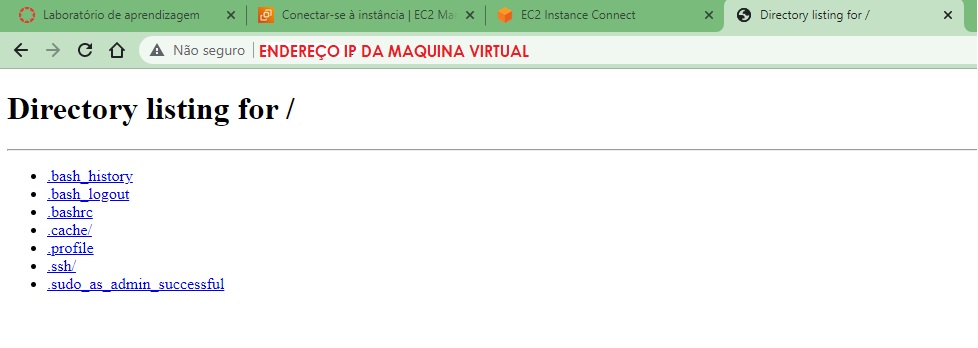 Laboratório de aprendizagem
Conectar-se à instância | EC2 Ma
EC2 Instance Connect
Directory listing for /
Não seguro
ENDEREÇO IP DA MAQUINA VIRTUAL
Directory listing for /
.bash_history
.bash_logout
.bashrc
.cache/
.profile
.ssh/
.sudo_as_admin_successful